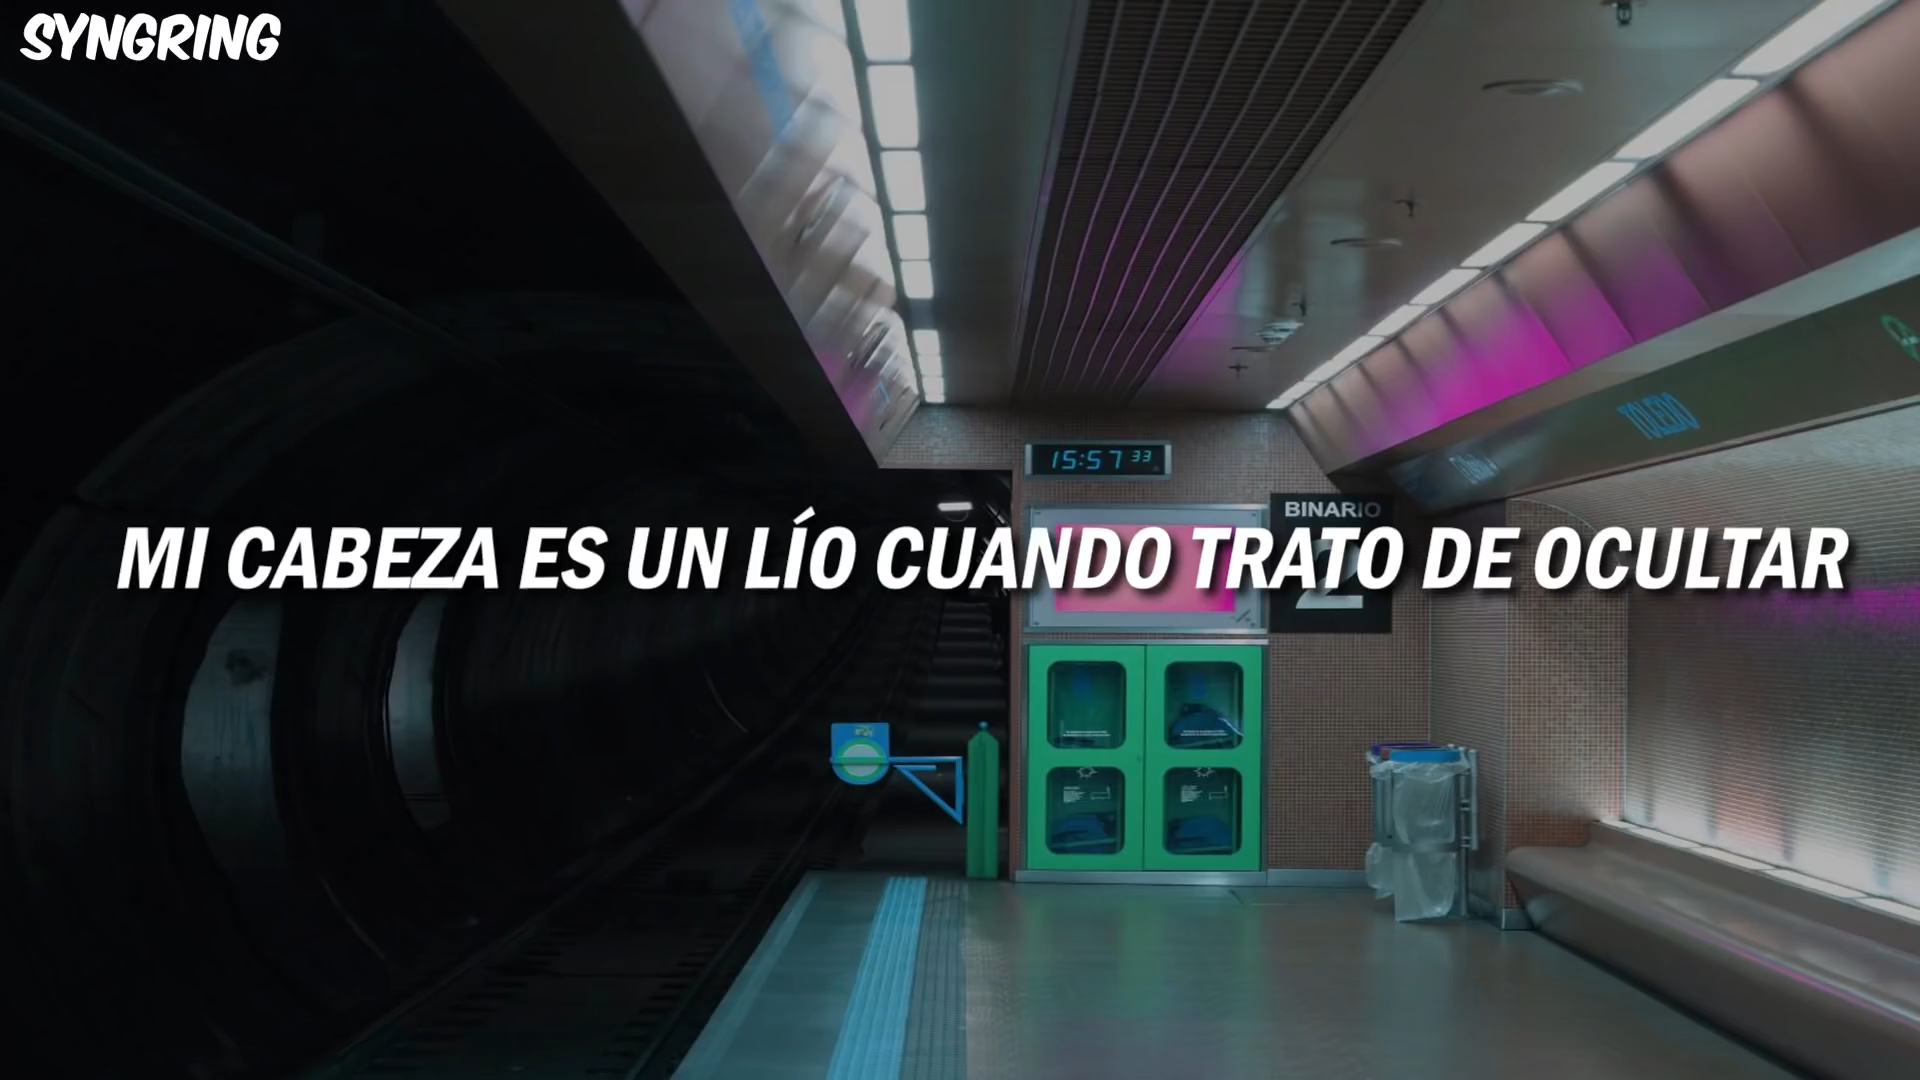 SYNGRING
TOLEDO
15:57 33
BINARIO
2
MI CABEZA ES UN LÍO CUANDO TRATO DE OCULTAR